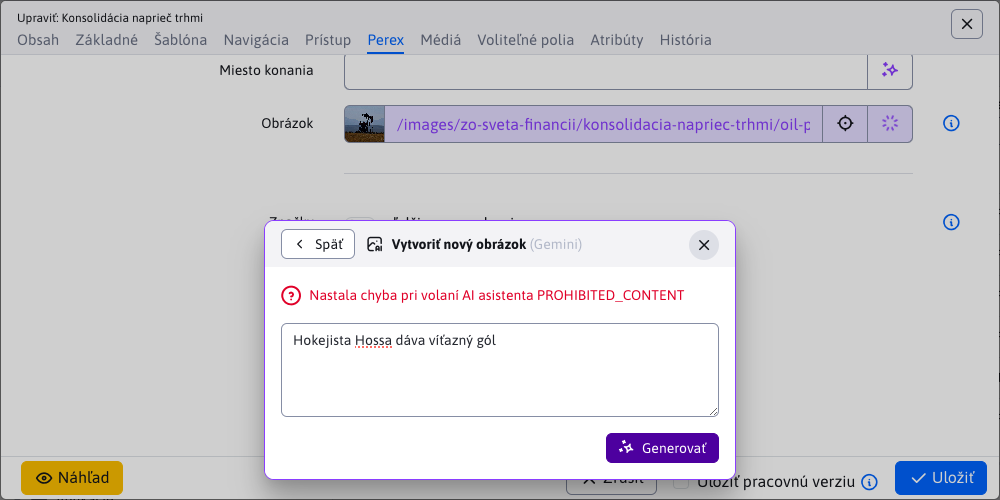 Upraviť: Konsolidácia naprieč trhmi
Obsah Základné Šablóna Navigácia Prístup Perex Médiá Voliteľné polia Atribúty História
Miesto konania
Obrázok /images/zo-sveta-financii/konsolidacia-napriec-trhmi/oil-p
Späť AI Vytvoriť nový obrázok (Gemini)
Nastala chyba pri volaní AI asistenta PROHIBITED_CONTENT
Hokejista Hossa dáva víťazný gól
Generovať
Náhľad Zrušiť Uložiť pracovnú verziu Uložiť